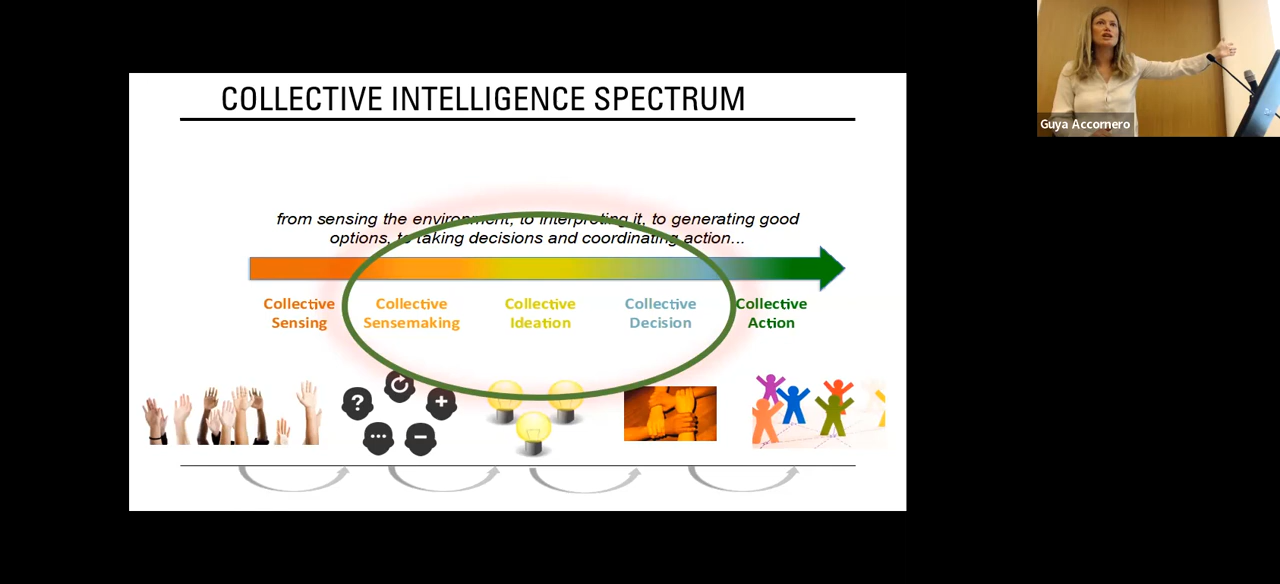 COLLECTIVE INTELLIGENCE SPECTRUM
from sensing the environment, to interpreting it, to generating good
options, to taking decisions and coordinating action...
Collective
Sensing
Collective
Sensemaking
Collective
Ideation
Collective
Decision
Collective
Action
Guya Accornero